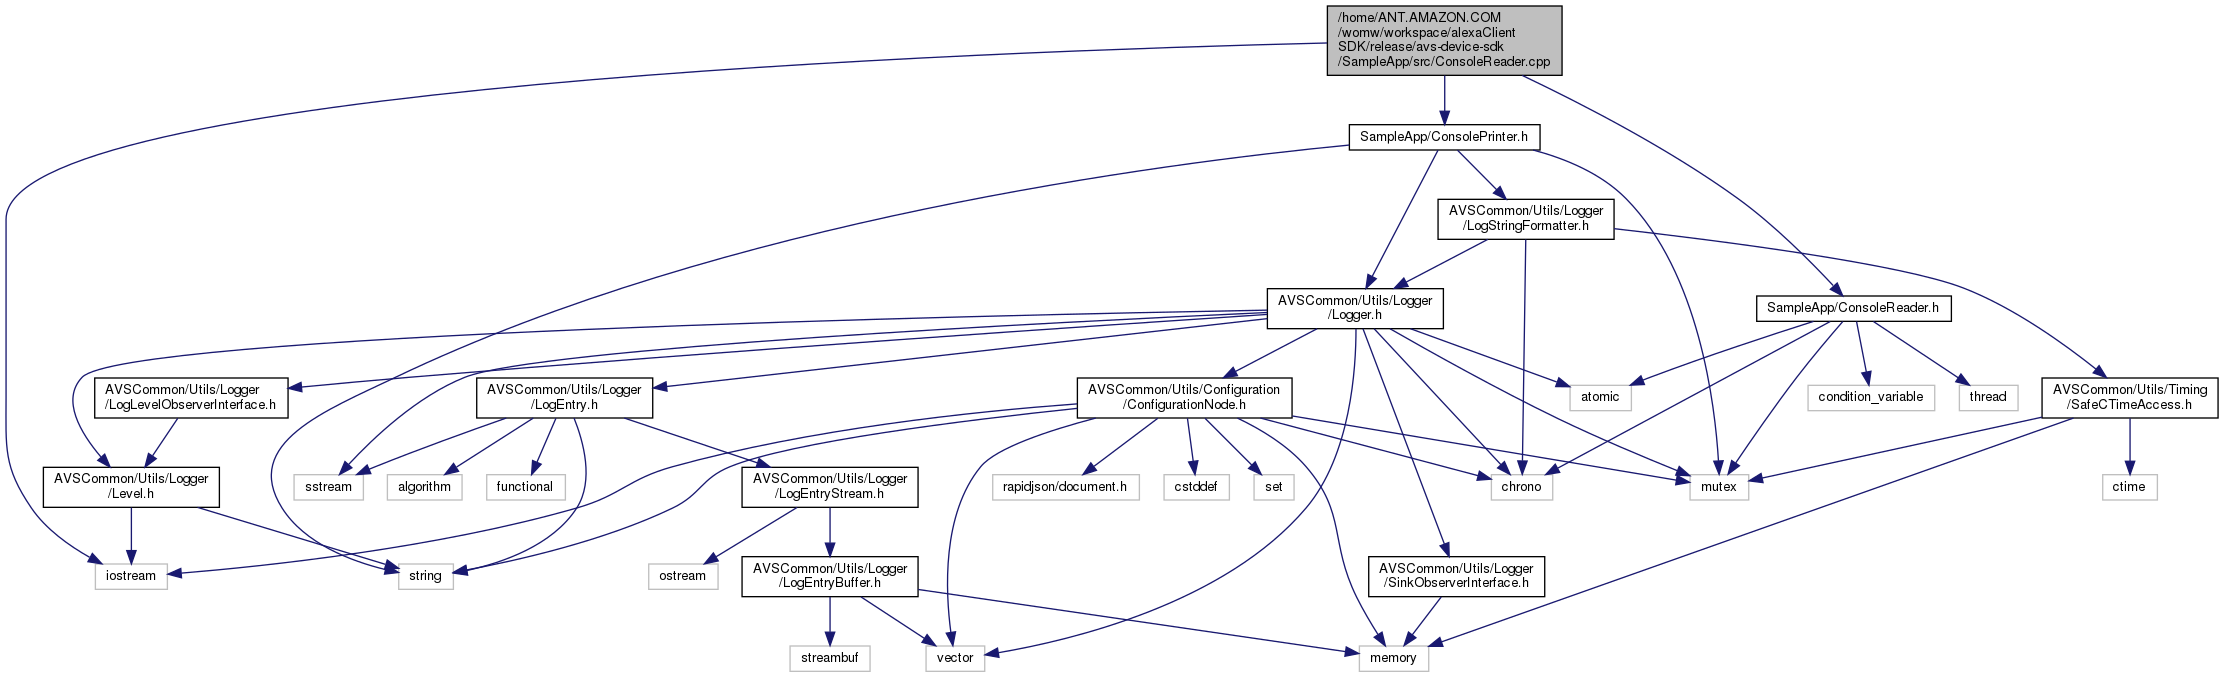 /home/ANT.AMAZON.COM
/womw/workspace/alexaClient
SDK/release/avs-device-sdk
/SampleApp/src/ConsoleReader.cpp
SampleApp/ConsolePrinter.h
AVSCommon/Utils/Logger
/LogStringFormatter.h
AVSCommon/Utils/Logger
/Logger.h
SampleApp/ConsoleReader.h
AVSCommon/Utils/Logger
/LogLevelObserverInterface.h
AVSCommon/Utils/Logger
/LogEntry.h
AVSCommon/Utils/Configuration
/ConfigurationNode.h
atomic
condition_variable
thread
AVSCommon/Utils/Timing
/SafeCTimeAccess.h
AVSCommon/Utils/Logger
/Level.h
sstream
algorithm
functional
AVSCommon/Utils/Logger
/LogEntryStream.h
rapidjson/document.h
cstddef
set
chrono
mutex
ctime
iostream
string
ostream
AVSCommon/Utils/Logger
/LogEntryBuffer.h
AVSCommon/Utils/Logger
/SinkObserverInterface.h
streambuf
vector
memory